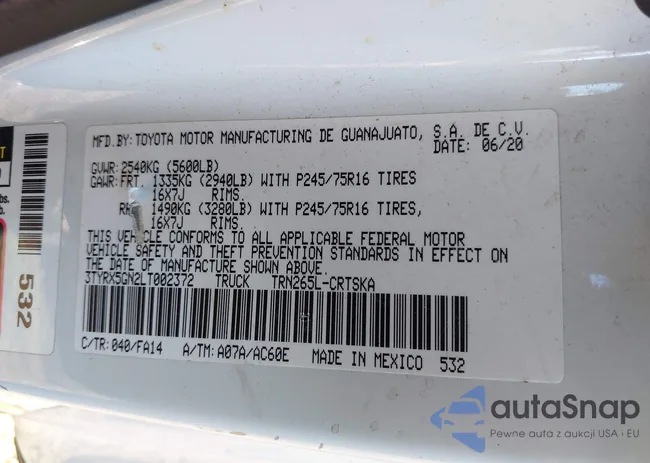 MFD.BY:TOYOTA MOTOR MANUFACTURING DE GUANAJUATO, S.A. DE C.V.
DATE: 06/20
GVWR:2540KG (5600LB)
GAWR:FRT. 1335KG (2940LB) WITH P245/75R16 TIRES
16X7J RIMS.
1490KG (3280LB) WITH P245/75R16 TIRES,
16X7J RIMS.
THIS VEHICLE CONFORMS TO ALL APPLICABLE FEDERAL MOTOR
VEHICLE SAFETY AND THEFT PREVENTION STANDARDS IN EFFECT ON
THE DATE OF MANUFACTURE SHOWN ABOVE.
3TYRX5GN2LT002372 TRUCK TRN265L-CRTSKA
C/TR:040/FA14 A/TM:A07A/AC60E MADE IN MEXICO 532
532
autaSnap
Pewne auta z aukcji USA i EU